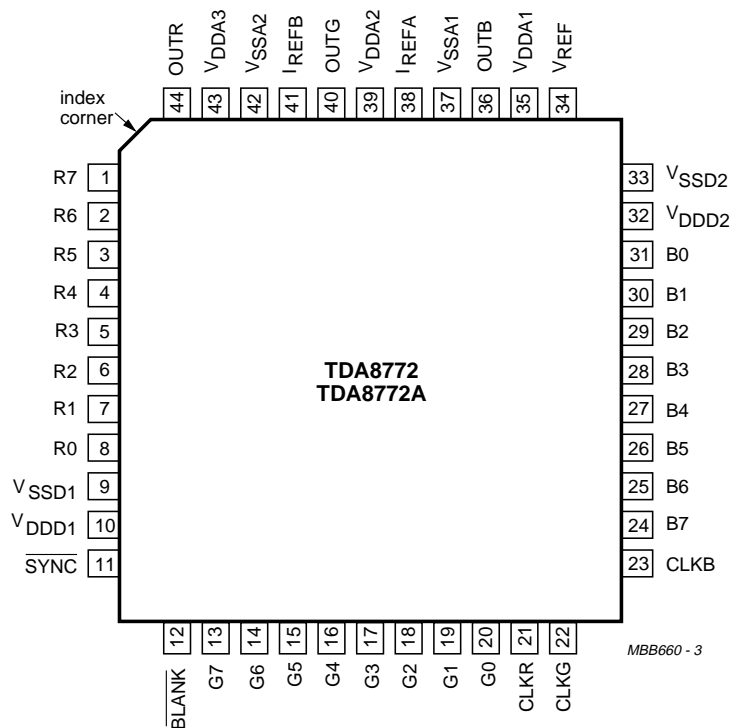 OUTR VDDA3 VSSA2 IREFB OUTG VDDA2 IREFA VSSA1 OUTB VDDA1 VREF
44 43 42 41 40 39 38 37 36 35 34
index
corner
R7 1
R6 2
R5 3
R4 4
R3 5
R2 6
R1 7
R0 8
VSSD1 9
VDDD1 10
SYNC 11
TDA8772
TDA8772A
33 VSSD2
32 VDDD2
31 B0
30 B1
29 B2
28 B3
27 B4
26 B5
25 B6
24 B7
23 CLKB
12 13 14 15 16 17 18 19 20 21 22
BLANK G7 G6 G5 G4 G3 G2 G1 G0 CLKR CLKG
MBB660 - 3